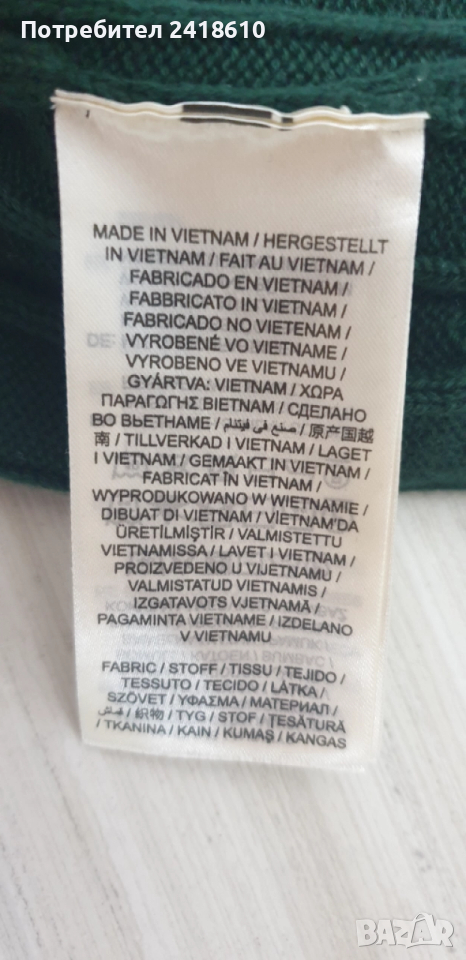 Потребител 2418610
MADE IN VIETNAM / HERGESTELLT
IN VIETNAM / FAIT AU VIETNAM /
FABRICADO EN VIETNAM /
FABBRICATO IN VIETNAM /
FABRICADO NO VIETENAM /
VYROBENÉ VO VIETNAME /
VYROBENO VE VIETNAMU /
GYÁRTVA: VIETNAM / ΧΩΡΑ
ΠΑΡΑΓΩΓΗΣ ΒΙΕΤΝΑΜ / СДЕЛАНО
ВО ВЬЕТНАМЕ / صنع في فيتنام / 原产国越
南 / TILLVERKAD I VIETNAM / LAGET
I VIETNAM / GEMAAKT IN VIETNAM /
FABRICAT ÎN VIETNAM /
WYPRODUKOWANO W WIETNAMIE /
DIBUAT DI VIETNAM / VİETNAM'DA
ÜRETİLMİŞTİR / VALMISTETTU
VIETNAMISSA / LAVET I VIETNAM /
PROIZVEDENO U VIJETNAMU /
VALMISTATUD VIETNAMIS /
IZGATAVOTS VJETNAMĀ /
PAGAMINTA VIETNAME / IZDELANO
V VIETNAMU
FABRIC / STOFF / TISSU / TEJIDO /
TESSUTO / TECIDO / LÁTKA /
SZÖVET / ΥΦΑΣΜΑ / МАТЕРИАЛ /
قماش / 织物 / TYG / STOF / ȚESĂTURĂ
/ TKANINA / KAIN / KUMAŞ / KANGAS
BAZAR